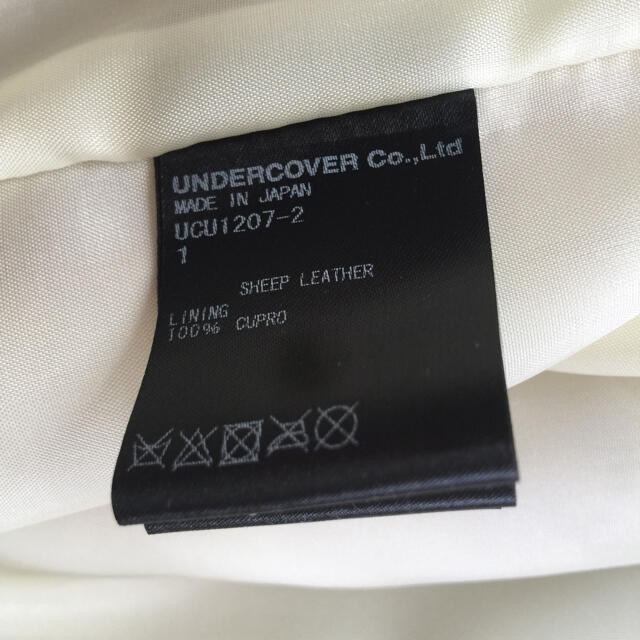 UNDERCOVER Co.,Ltd
MADE IN JAPAN
UCU1207-2
1
SHEEP LEATHER
LINING
100% CUPRO